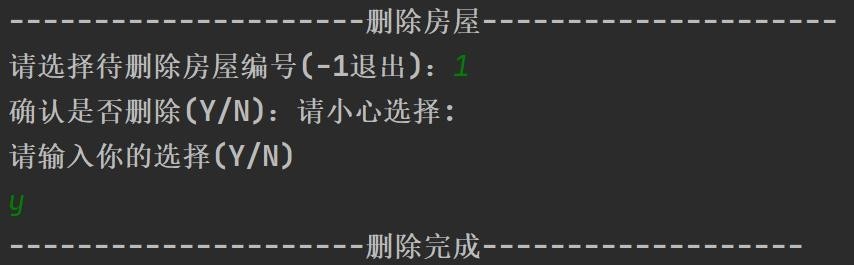 ----------------------删除房屋----------------------
请选择待删除房屋编号(-1退出)：1
确认是否删除(Y/N)：请小心选择:
请输入你的选择(Y/N)
y
----------------------删除完成--------------------